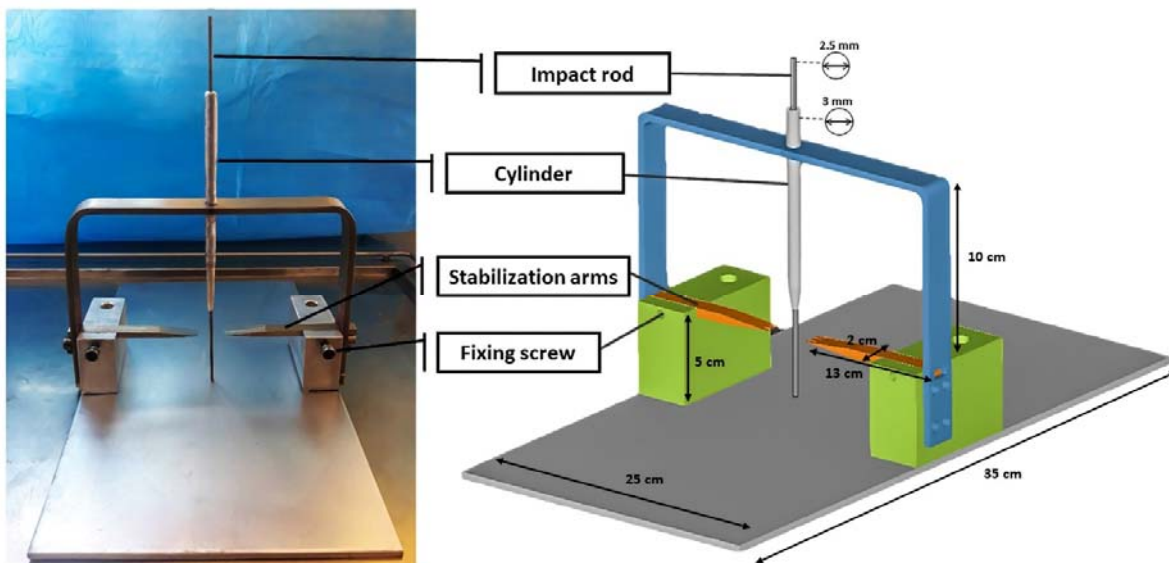 2.5 mm
Impact rod
3 mm
Cylinder
10 cm
Stabilization arms
Fixing screw
2 cm
5 cm
13 cm
25 cm
35 cm